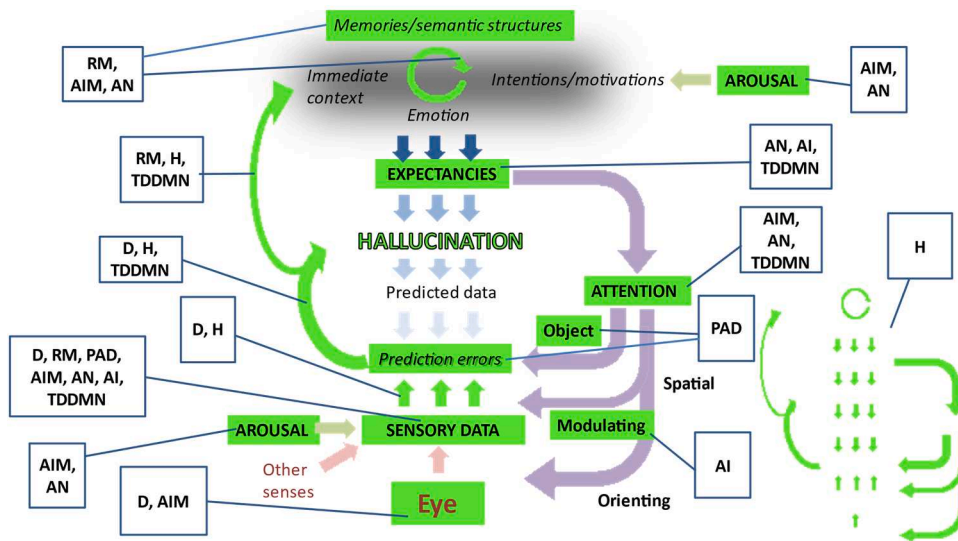 Memories/semantic structures
RM,
AIM, AN
Immediate
context
Intentions/motivations
Emotion
AROUSAL
AIM,
AN
RM, H,
TDDMN
EXPECTANCIES
AN, AI,
TDDMN
HALLUCINATION
AIM,
AN,
TDDMN
H
D, H,
TDDMN
Predicted data
ATTENTION
D, H
Object
PAD
Prediction errors
D, RM, PAD,
AIM, AN, AI,
TDDMN
Spatial
AROUSAL
SENSORY DATA
Modulating
AIM,
AN
Other
senses
AI
D, AIM
Eye
Orienting